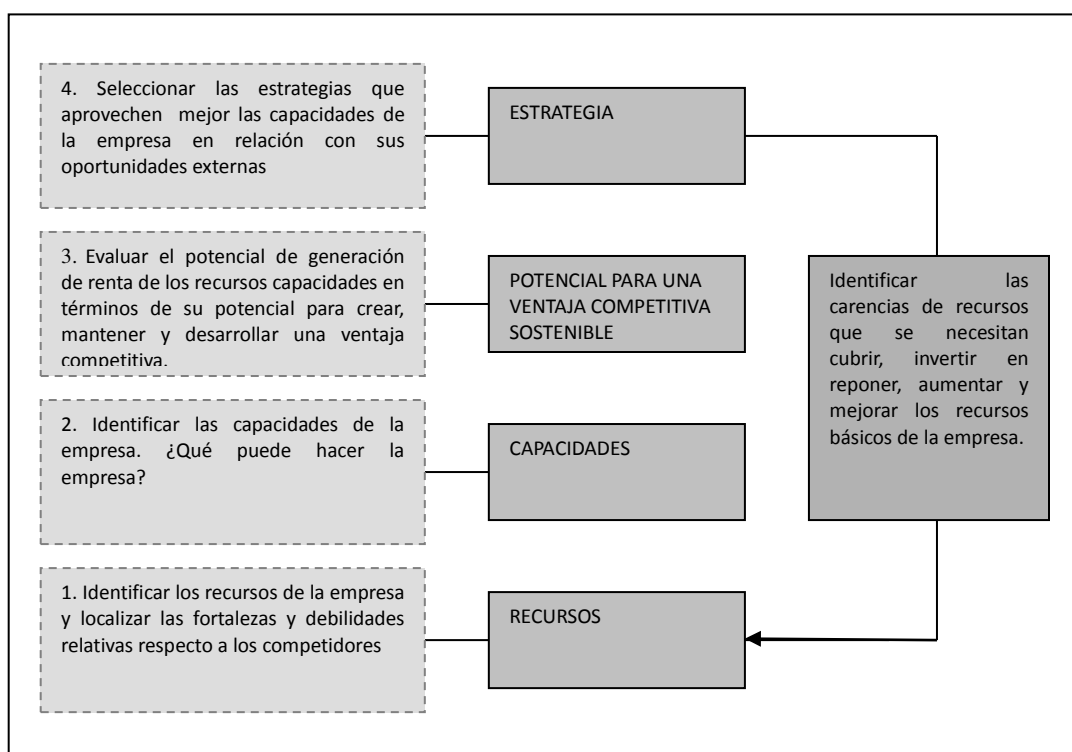 4. Seleccionar las estrategias que
aprovechen mejor las capacidades de
la empresa en relación con sus
oportunidades externas
ESTRATEGIA
3. Evaluar el potencial de generación
de renta de los recursos capacidades en
términos de su potencial para crear,
mantener y desarrollar una ventaja
competitiva.
POTENCIAL PARA UNA
VENTAJA COMPETITIVA
SOSTENIBLE
Identificar las
carencias de recursos
que se necesitan
cubrir, invertir en
reponer, aumentar y
mejorar los recursos
básicos de la empresa.
2. Identificar las capacidades de la
empresa. ¿Qué puede hacer la
empresa?
CAPACIDADES
1. Identificar los recursos de la empresa
y localizar las fortalezas y debilidades
relativas respecto a los competidores
RECURSOS